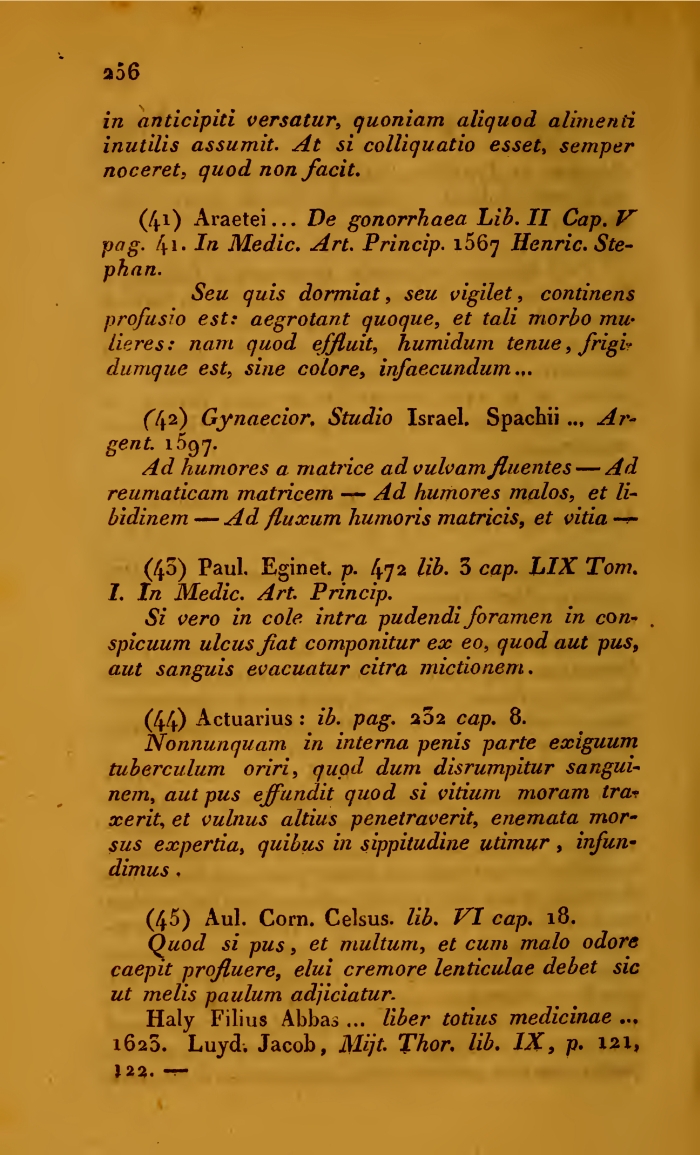 256
in anticipiti versatur, quoniam aliquod alimenti
inutilis assumit. At si colliquatio esset, semper
noceret, quod non facit.
(41) Araetei... De gonorrhaea Lib. II Cap. V
pag. 41. In Medic. Art. Princip. 1567 Henric. Ste-
phan.
Seu quis dormiat, seu vigilet, continens
profusio est: aegrotant quoque, et tali morbo mu-
lieres: nam quod effluit, humidum tenue, frigi-
dumque est, sine colore, infaecundum...
(42) Gynaecior. Studio Israel. Spachii ... Ar-
gent. 1597.
Ad humores a matrice ad vulvam fluentes — Ad
reumaticam matricem — Ad humores malos, et li-
bidinem — Ad fluxum humoris matricis, et vitia —
(43) Paul. Eginet. p. 472 lib. 3 cap. LIX Tom.
I. In Medic. Art. Princip.
Si vero in cole intra pudendi foramen in con-
spicuum ulcus fiat componitur ex eo, quod aut pus,
aut sanguis evacuatur citra mictionem.
(44) Actuarius: ib. pag. 232 cap. 8.
Nonnunquam in interna penis parte exiguum
tuberculum oriri, quod dum disrumpitur sangui-
nem, aut pus effundit quod si vitium moram tra-
xerit, et vulnus altius penetraverit, enemata mor-
sus expertia, quibus in sippitudine utimur, infun-
dimus.
(45) Aul. Corn. Celsus. lib. VI cap. 18.
Quod si pus, et multum, et cum malo odore
caepit profluere, elui cremore lenticulae debet sic
ut melis paulum adjiciatur.
Haly Filius Abbas ... liber totius medicinae ...
1623. Luyd. Jacob, Mijt. Thor. lib. IX, p. 121,
122. —